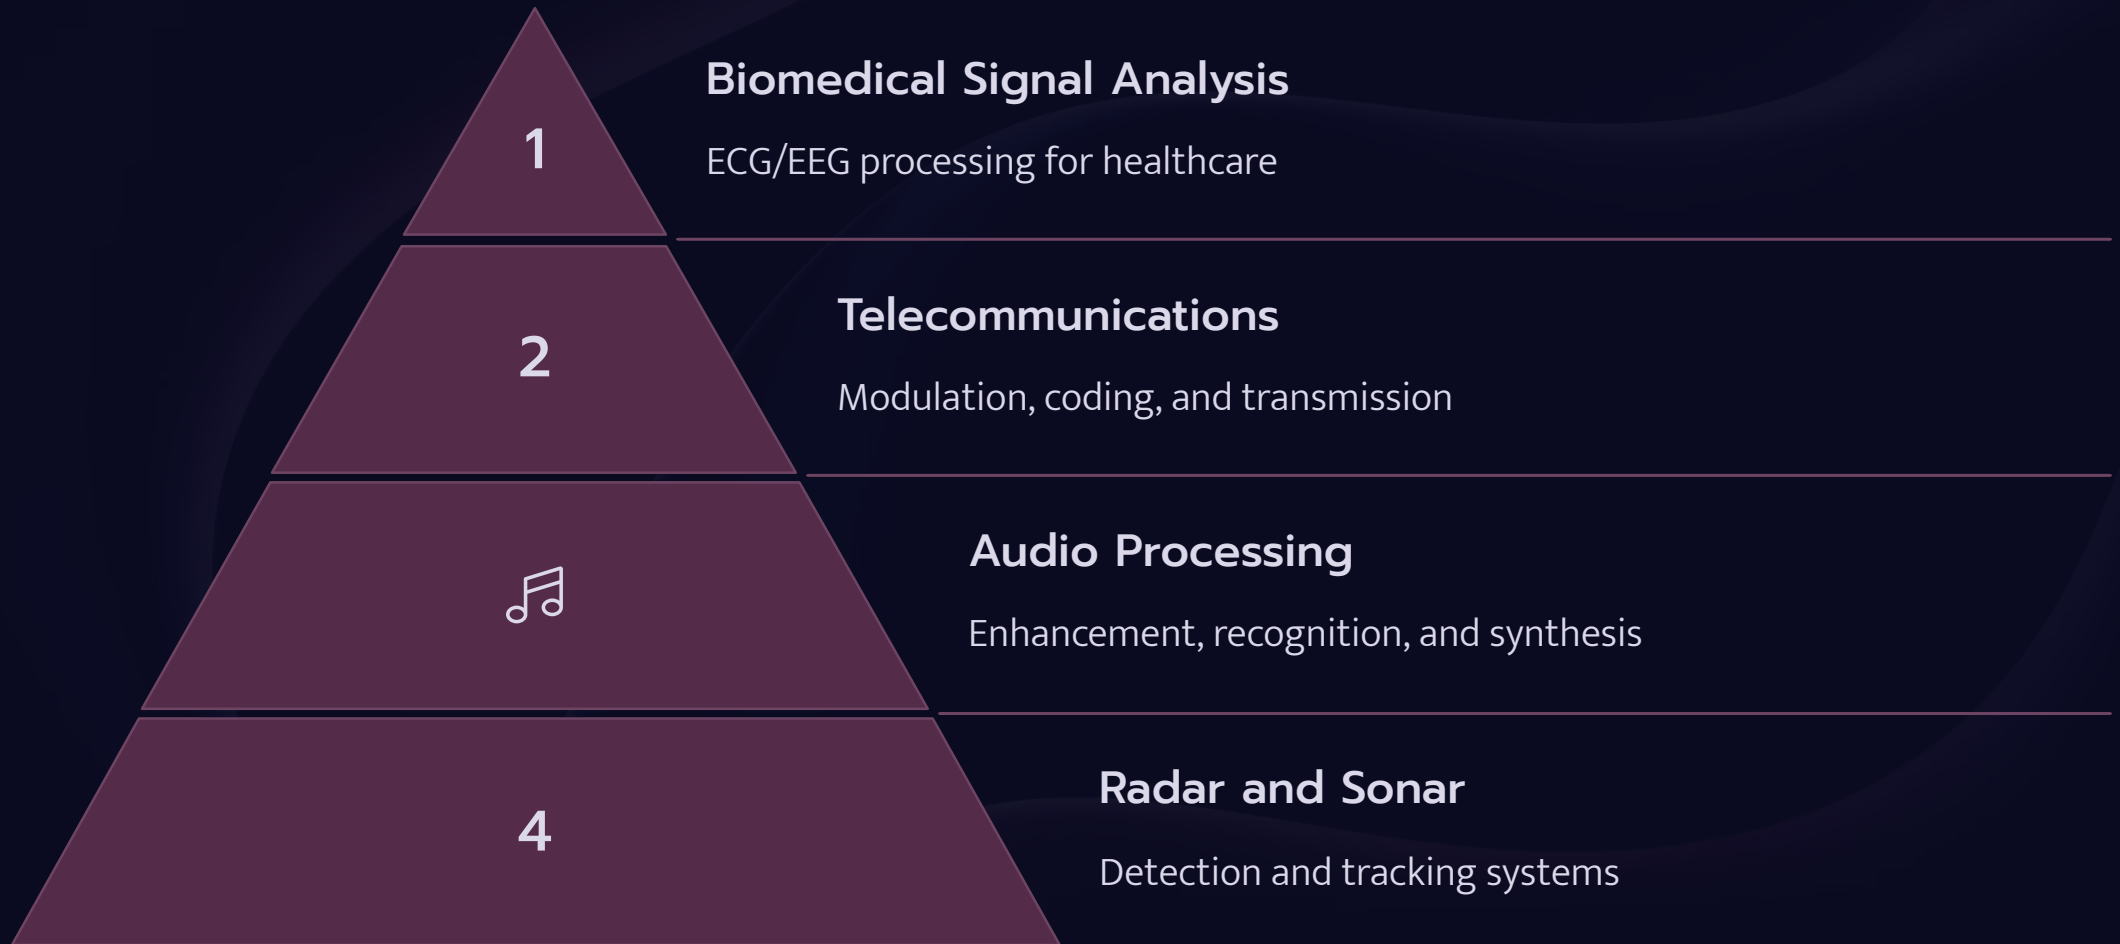 1
Biomedical Signal Analysis
ECG/EEG processing for healthcare
2
Telecommunications
Modulation, coding, and transmission
Audio Processing
Enhancement, recognition, and synthesis
4
Radar and Sonar
Detection and tracking systems